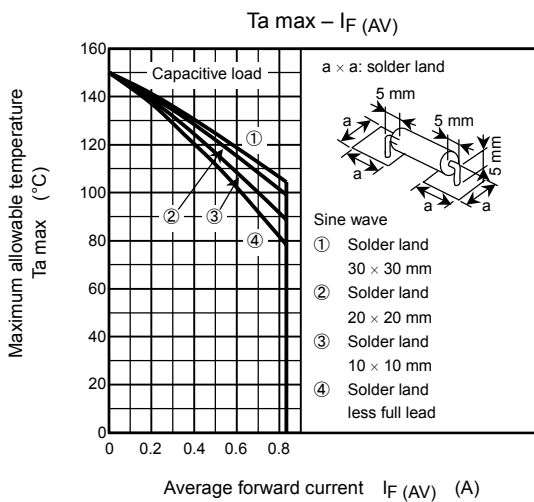 Ta max – IF (AV)
Maximum allowable temperature
Ta max (°C)
160
140
120
100
80
60
40
20
0
Capacitive load
①
②
③
④
0
0.2
0.4
0.6
0.8
Average forward current IF (AV) (A)
a × a: solder land
5 mm
5 mm
5 mm
a
a
a
a
Sine wave
① Solder land
30 × 30 mm
② Solder land
20 × 20 mm
③ Solder land
10 × 10 mm
④ Solder land
less full lead